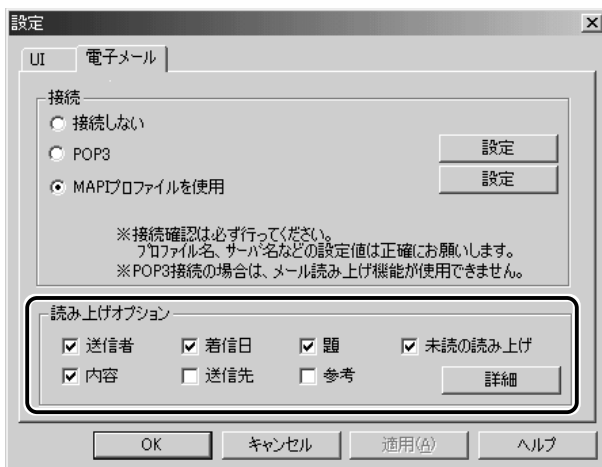 設定
UI 電子メール
接続
接続しない
POP3 設定
MAPIプロファイルを使用 設定
※接続確認は必ず行ってください。
プロファイル名、サーバ名などの設定値は正確にお願いします。
※POP3接続の場合は、メール読み上げ機能が使用できません。
読み上げオプション
送信者 着信日 題 未読の読み上げ
内容 送信先 参考 詳細
OK キャンセル 適用(A) ヘルプ